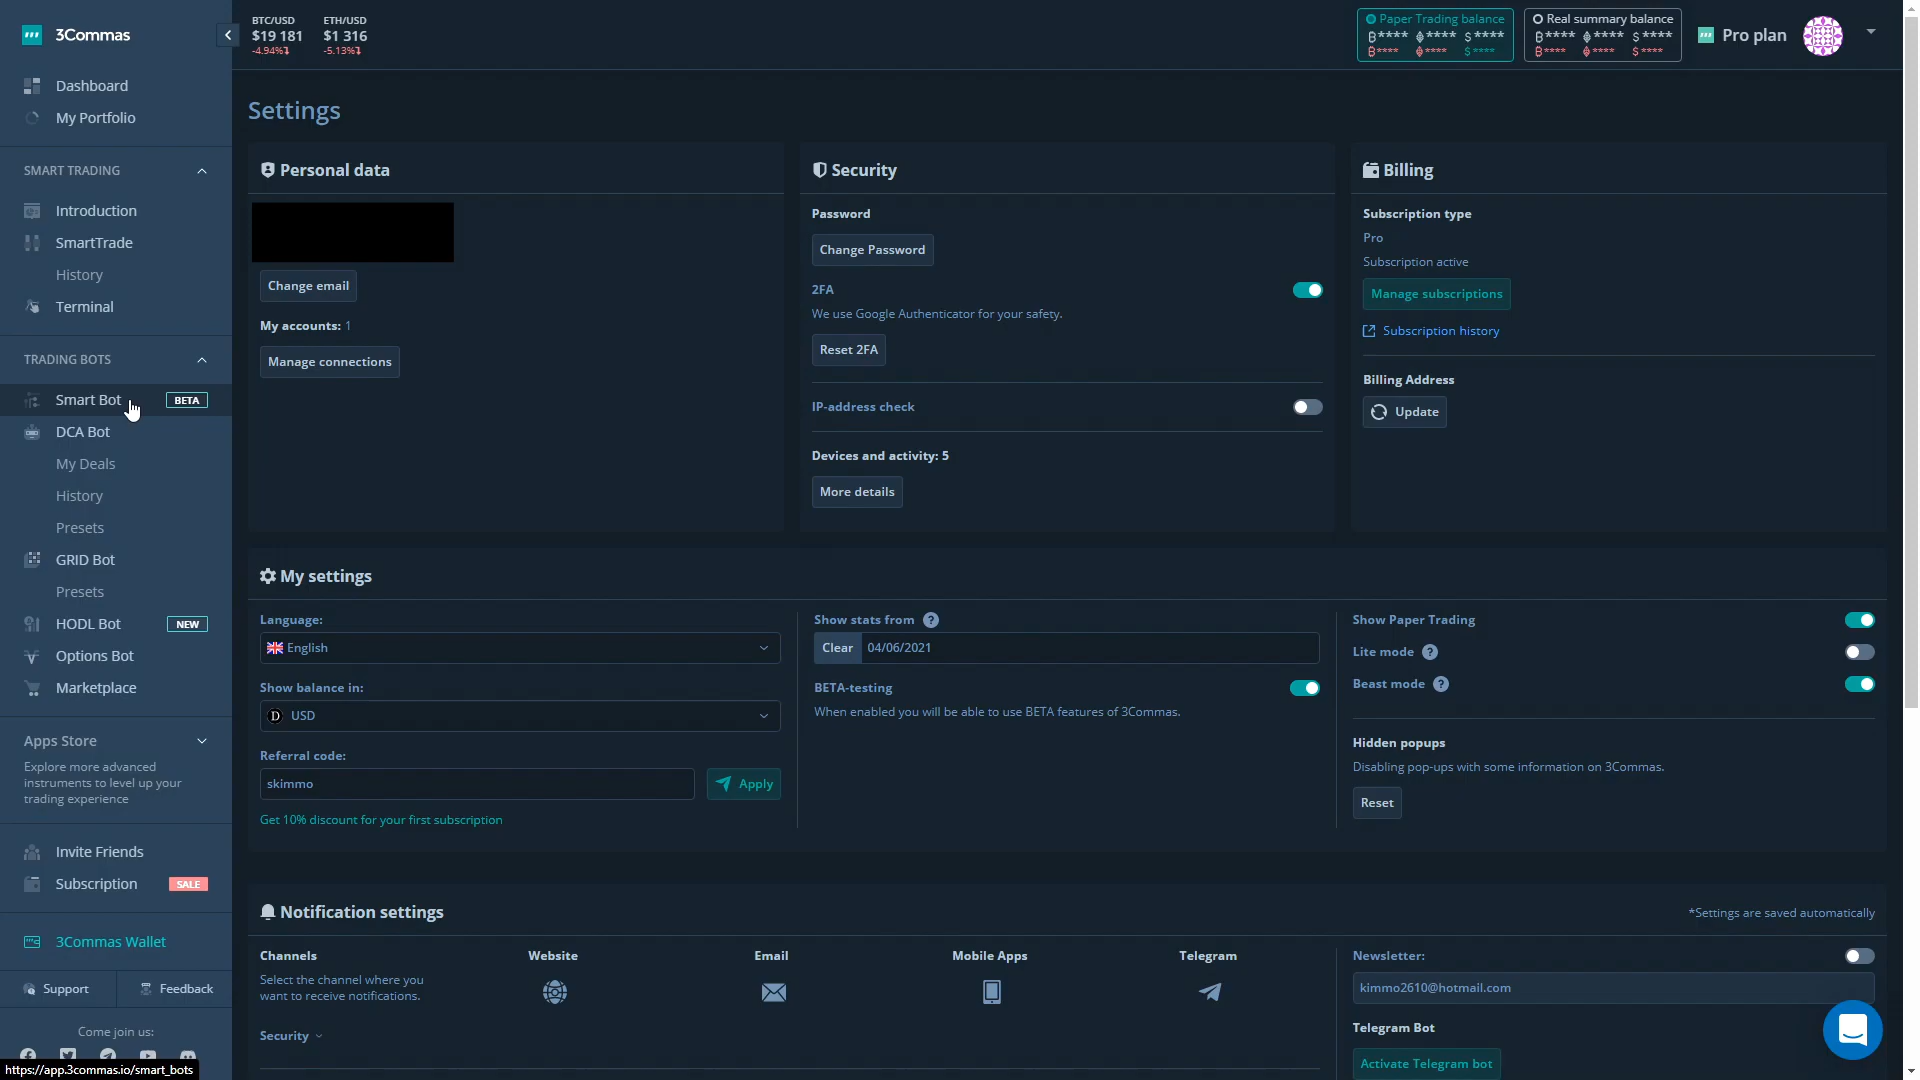 3Commas
BTC/USD
$19 181
-4.94%
ETH/USD
$1 316
-5.13%
Paper Trading balance
**** **** $****
**** **** $****
Real summary balance
**** **** $****
**** **** $****
Pro plan
Dashboard
My Portfolio
SMART TRADING
Introduction
SmartTrade
History
Terminal
TRADING BOTS
Smart Bot
BETA
DCA Bot
My Deals
History
Presets
GRID Bot
Presets
HODL Bot
NEW
Options Bot
Marketplace
Apps Store
Explore more advanced
instruments to level up your
trading experience
Invite Friends
Subscription
SALE
3Commas Wallet
Support
Feedback
Come join us:
https://app.3commas.io/smart_bots
Settings
Personal data
Change email
My accounts: 1
Manage connections
Security
Password
Change Password
2FA
We use Google Authenticator for your safety.
Reset 2FA
IP-address check
Devices and activity: 5
More details
Billing
Subscription type
Pro
Subscription active
Manage subscriptions
Subscription history
Billing Address
Update
My settings
Language:
English
Show balance in:
USD
Referral code:
skimmo
Apply
Get 10% discount for your first subscription
Show stats from ?
Clear
04/06/2021
BETA-testing
When enabled you will be able to use BETA features of 3Commas.
Show Paper Trading
Lite mode ?
Beast mode ?
Hidden popups
Disabling pop-ups with some information on 3Commas.
Reset
Notification settings
*Settings are saved automatically
Channels
Select the channel where you
want to receive notifications.
Website
Email
Mobile Apps
Telegram
Security
Newsletter:
kimmo2610@hotmail.com
Telegram Bot
Activate Telegram bot